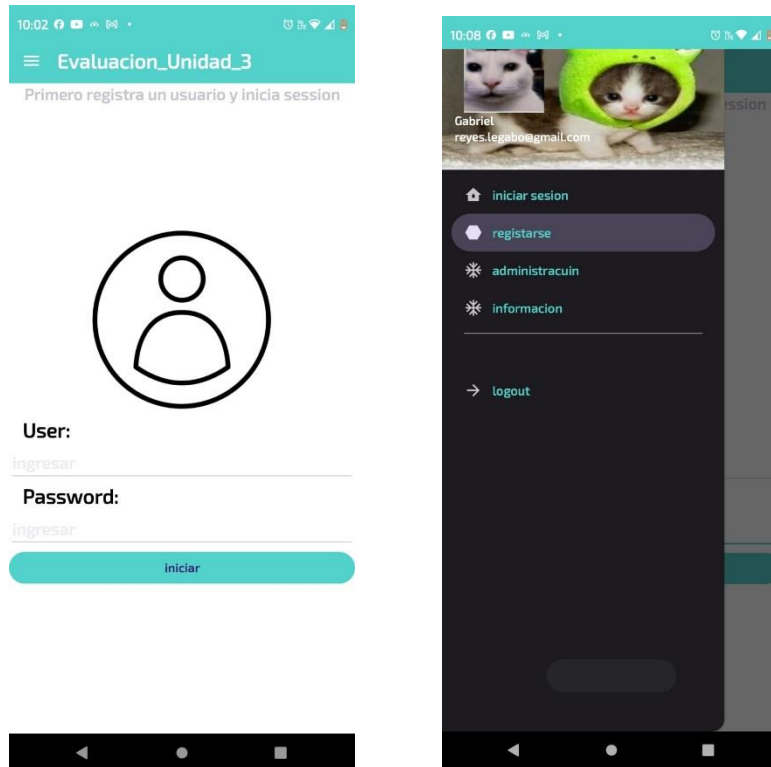 10:02
Evaluacion_Unidad_3
Primero registra un usuario y inicia session
User:
ingresar
Password:
ingresar
iniciar
10:08
ession
Gabriel
reyes.legabo@gmail.com
iniciar sesion
registarse
administracuin
informacion
logout